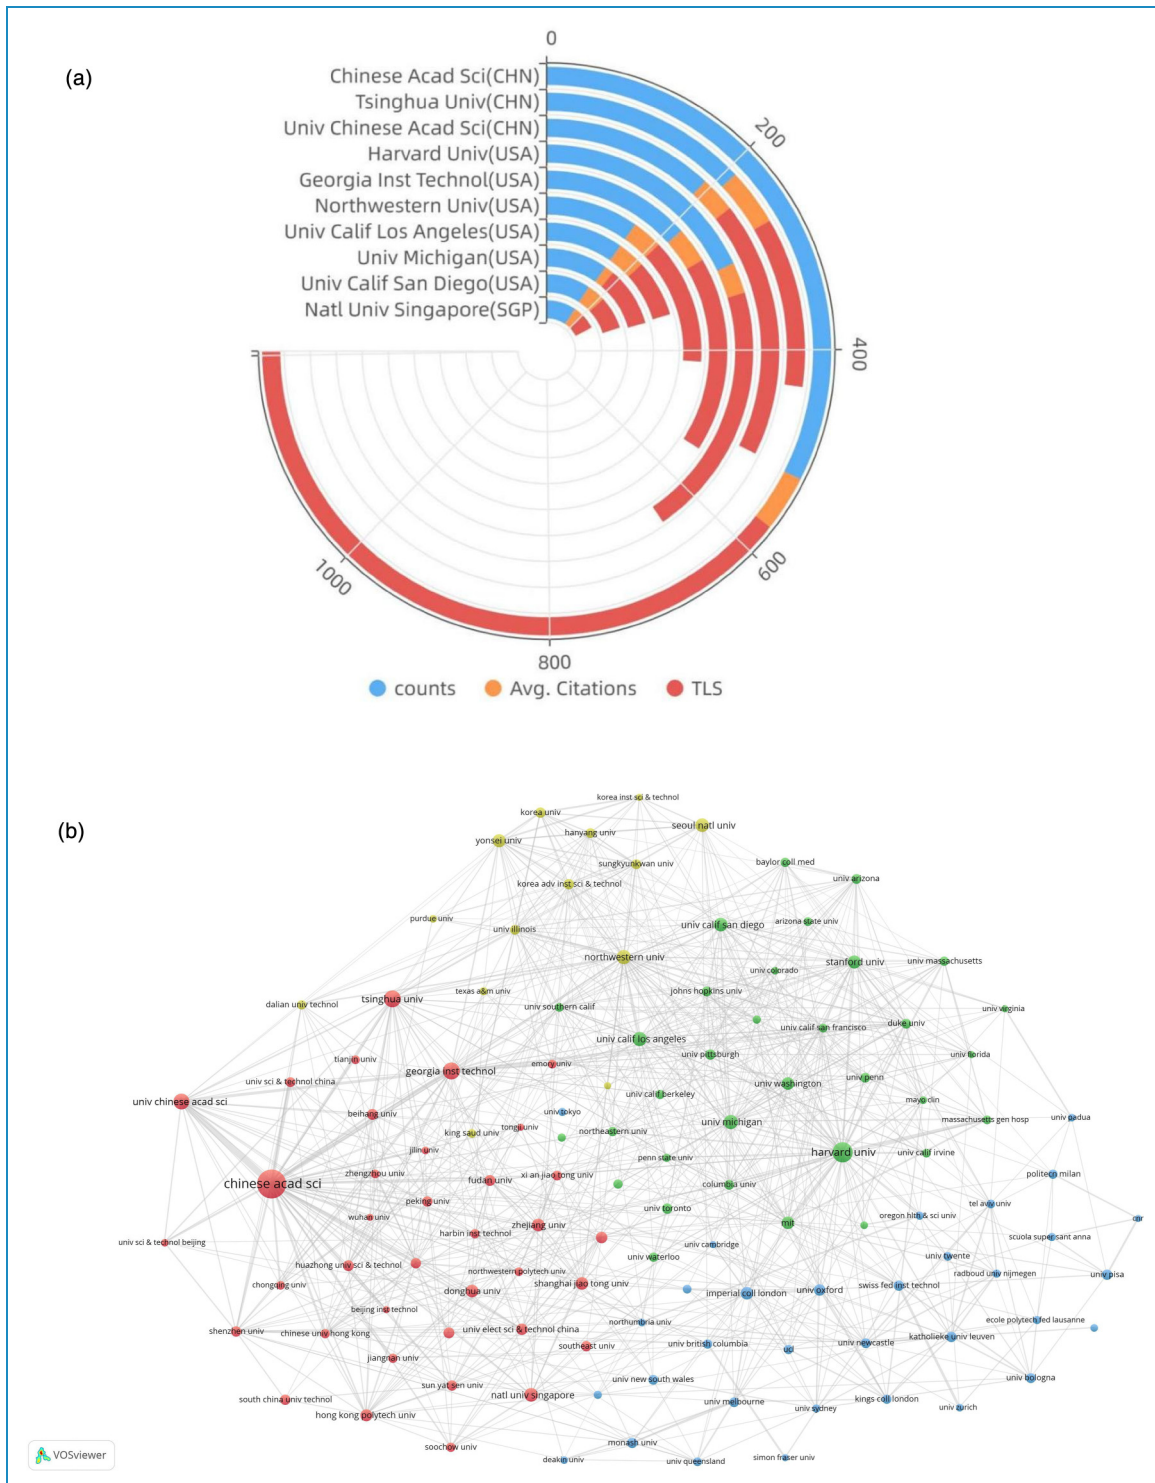 (a)
0
Chinese Acad Sci(CHN)
Tsinghua Univ(CHN)
Univ Chinese Acad Sci(CHN)
Harvard Univ(USA)
Georgia Inst Technol(USA)
Northwestern Univ(USA)
Univ Calif Los Angeles(USA)
Univ Michigan(USA)
Univ Calif San Diego(USA)
Natl Univ Singapore(SGP)
200
400
600
800
1000
counts
Avg. Citations
TLS
(b)
korea inst sci & technol
korea univ
seoul natl univ
hanyang univ
yonsei univ
baylor coll med
sungkyunkwan univ
univ arizona
korea adv inst sci & technol
purdue univ
arizona state univ
univ calif san diego
univ illinois
northwestern univ
stanford univ
univ massachusetts
univ colorado
texas a&m univ
johns hopkins univ
tsinghua univ
dalian univ technol
univ southern calif
univ virginia
duke univ
univ calif san francisco
univ calif los angeles
univ pittsburgh
univ florida
tianjin univ
emory univ
georgia inst technol
univ penn
univ sci & technol china
univ washington
univ calif berkeley
mayo clin
univ chinese acad sci
univ tokyo
beihang univ
massachusetts gen hosp
univ padua
univ michigan
tongji univ
king saud univ
northeastern univ
jilin univ
harvard univ
univ calif irvine
penn state univ
zhengzhou univ
xi an jiao tong univ
politecn milan
fudan univ
chinese acad sci
columbia univ
peking univ
tel aviv univ
univ toronto
oregon hlth & sci univ
wuhan univ
cnr
mit
zhejiang univ
harbin inst technol
scuola super sant anna
univ sci & technol beijing
univ cambridge
univ waterloo
univ twente
huazhong univ sci & technol
northwestern polytech univ
radboud univ nijmegen
univ pisa
chongqing univ
shanghai jiao tong univ
swiss fed inst technol
donghua univ
univ oxford
imperial coll london
beijing inst technol
ecole polytech fed lausanne
northumbria univ
univ elect sci & technol china
shenzhen univ
chinese univ hong kong
katholieke univ leuven
univ newcastle
univ british columbia
southeast univ
ucl
jiangnan univ
univ bologna
univ new south wales
sun yat sen univ
natl univ singapore
south china univ technol
kings coll london
univ melbourne
univ zurich
univ sydney
hong kong polytech univ
monash univ
soochow univ
simon fraser univ
deakin univ
univ queensland
VOSviewer